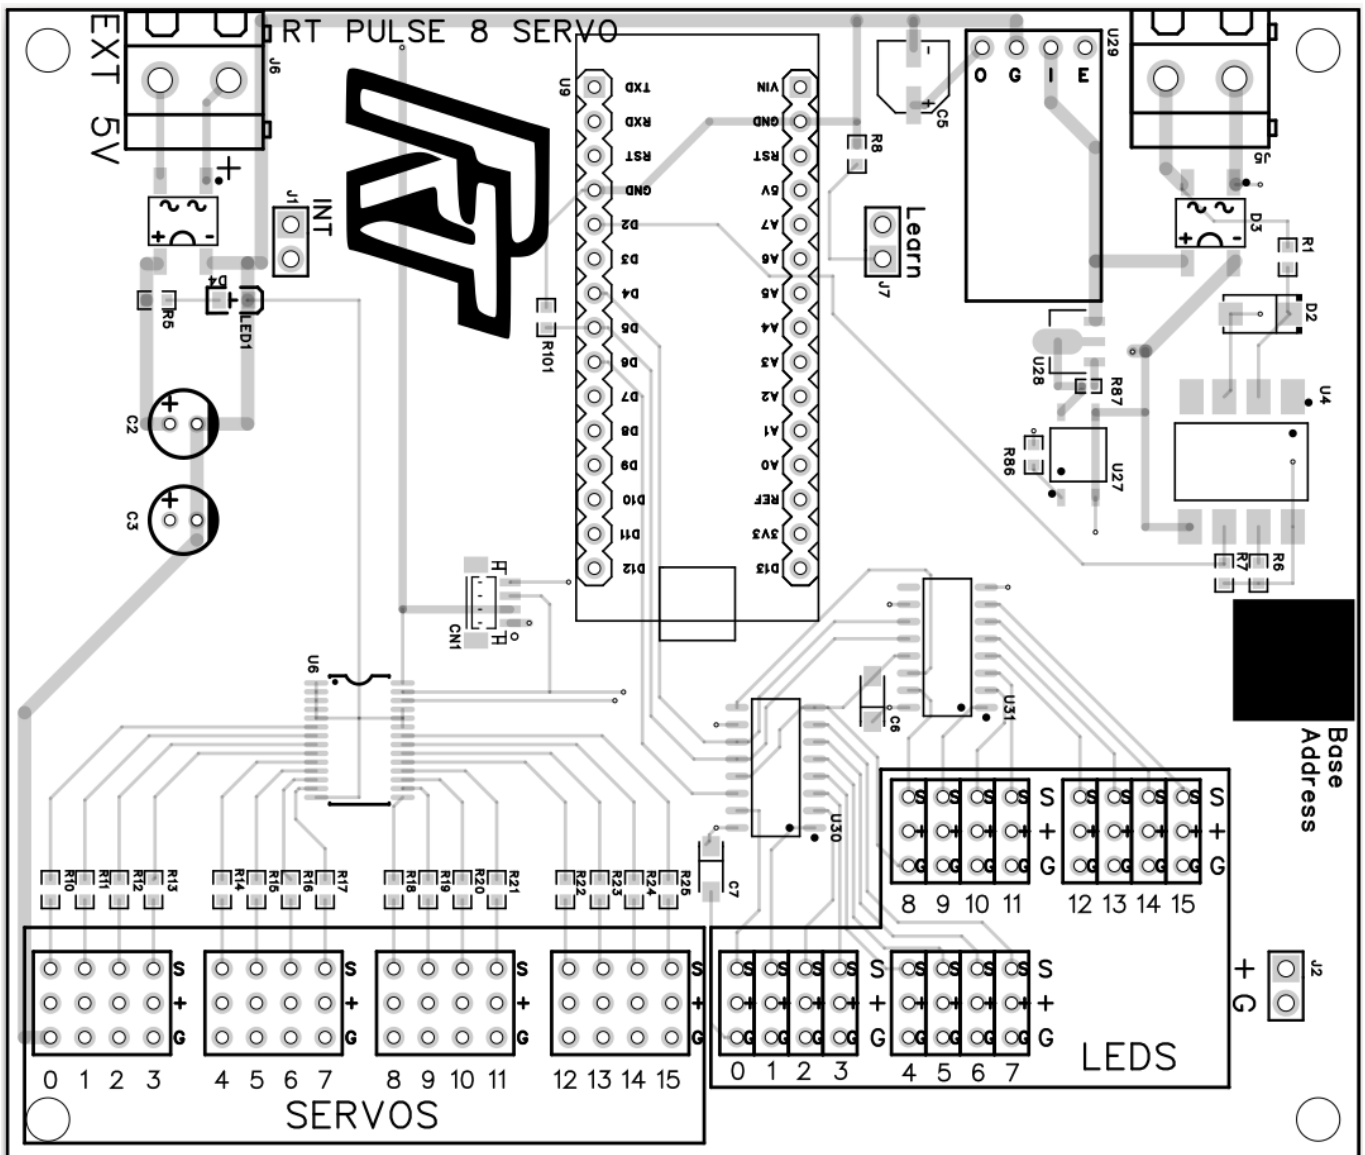 RT PULSE 8 SERVO
EXT 5V
J6
+
J1
INT
+ -
D4
R5
LED1
+
C2
+
C3
RT
U9
TXD
RXD
RST
GND
D2
D3
D4
D5
D6
D7
D8
D9
D10
D11
D12
VIN
GND
RST
5V
A7
A6
A5
A4
A3
A2
A1
A0
REF
3V3
D13
R101
R8
- +
C5
U29
O G I E
Learn
J7
J5
+ -
D3
R1
D2
U28
R87
U4
R86
U27
R7
R6
CN1
U6
C6
U31
U30
C7
Base
Address
R10 R11 R12 R13
R14 R15 R16 R17
R18 R19 R20 R21
R22 R23 R24 R25
S S S S S
+ + + + +
G G G G G
8 9 10 11
S S S S S
+ + + + +
G G G G G
12 13 14 15
S
+
G
0 1 2 3
S
+
G
4 5 6 7
S
+
G
8 9 10 11
S
+
G
12 13 14 15
SERVOS
S S S S S
+ + + + +
G G G G G
0 1 2 3
S S S S S
+ + + + +
G G G G G
4 5 6 7
LEDS
+
G
J2